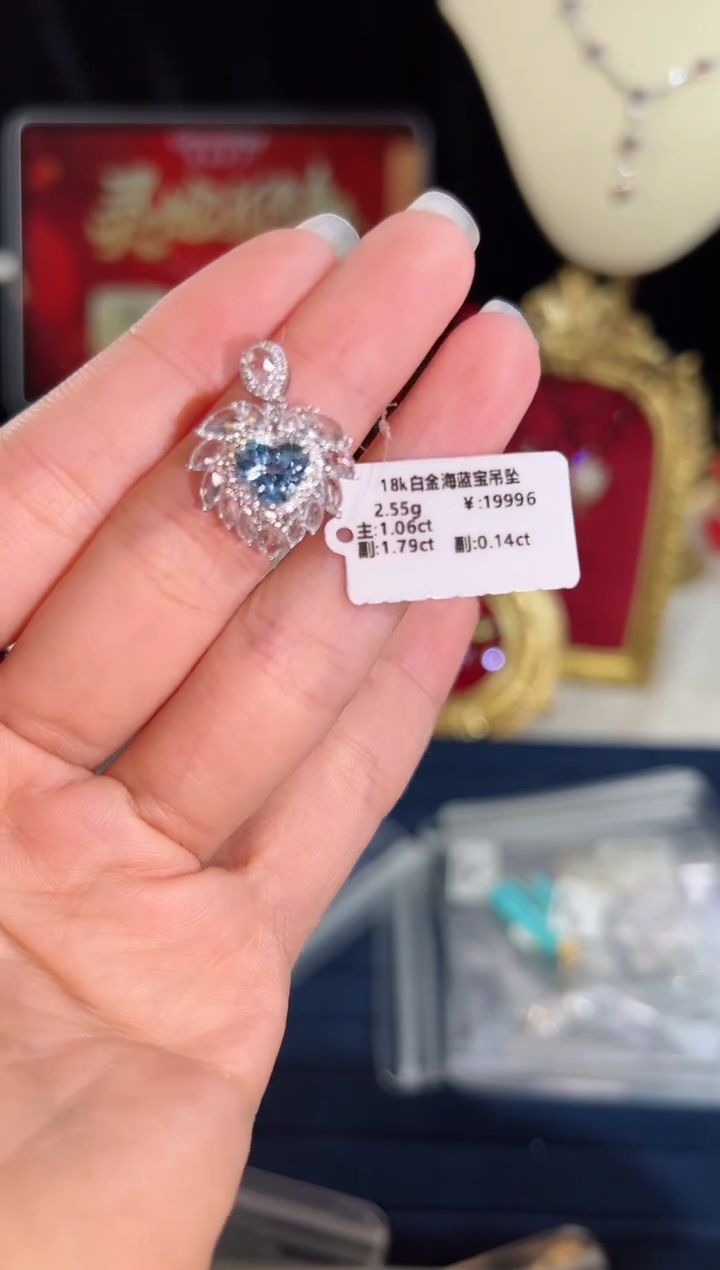 18k白金海蓝宝吊坠
2.55g ￥:19996
主:1.06ct
副:1.79ct 副:0.14ct